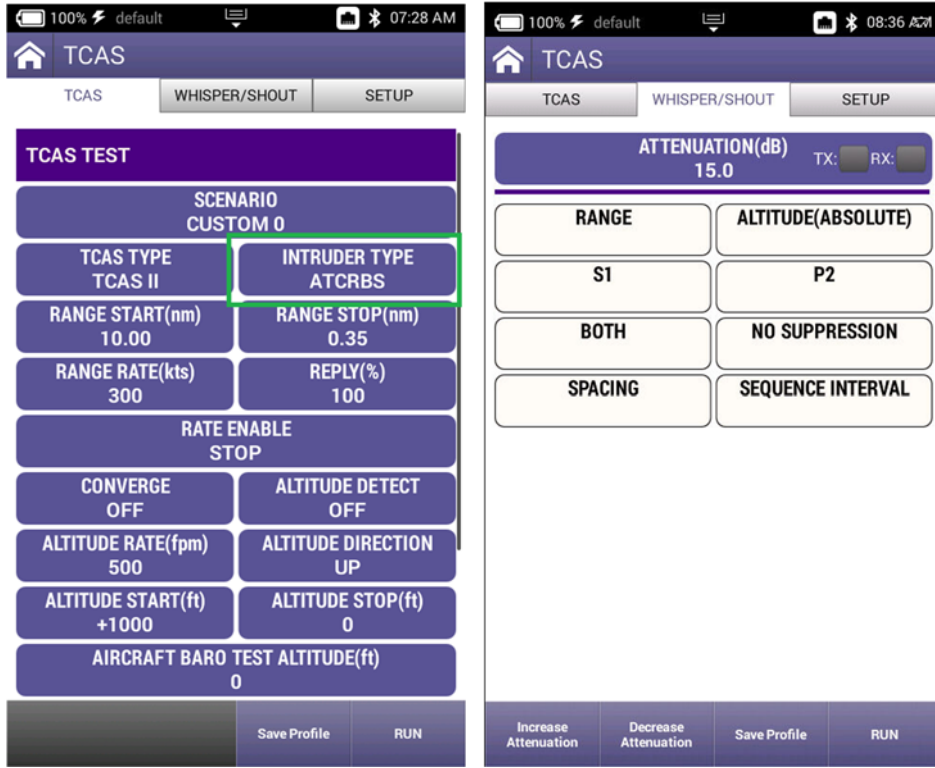 100% default 07:28 AM
TCAS
TCAS WHISPER/SHOUT SETUP
TCAS TEST
SCENARIO
CUSTOM 0
TCAS TYPE INTRUDER TYPE
TCAS II ATCRBS
RANGE START(nm) RANGE STOP(nm)
10.00 0.35
RANGE RATE(kts) REPLY(%)
300 100
RATE ENABLE
STOP
CONVERGE ALTITUDE DETECT
OFF OFF
ALTITUDE RATE(fpm) ALTITUDE DIRECTION
500 UP
ALTITUDE START(ft) ALTITUDE STOP(ft)
+1000 0
AIRCRAFT BARO TEST ALTITUDE(ft)
0
Save Profile RUN
100% default 08:36 AM
TCAS
TCAS WHISPER/SHOUT SETUP
ATTENUATION(dB) TX: RX:
15.0
RANGE ALTITUDE(ABSOLUTE)
S1 P2
BOTH NO SUPPRESSION
SPACING SEQUENCE INTERVAL
Increase Attenuation Decrease Attenuation Save Profile RUN